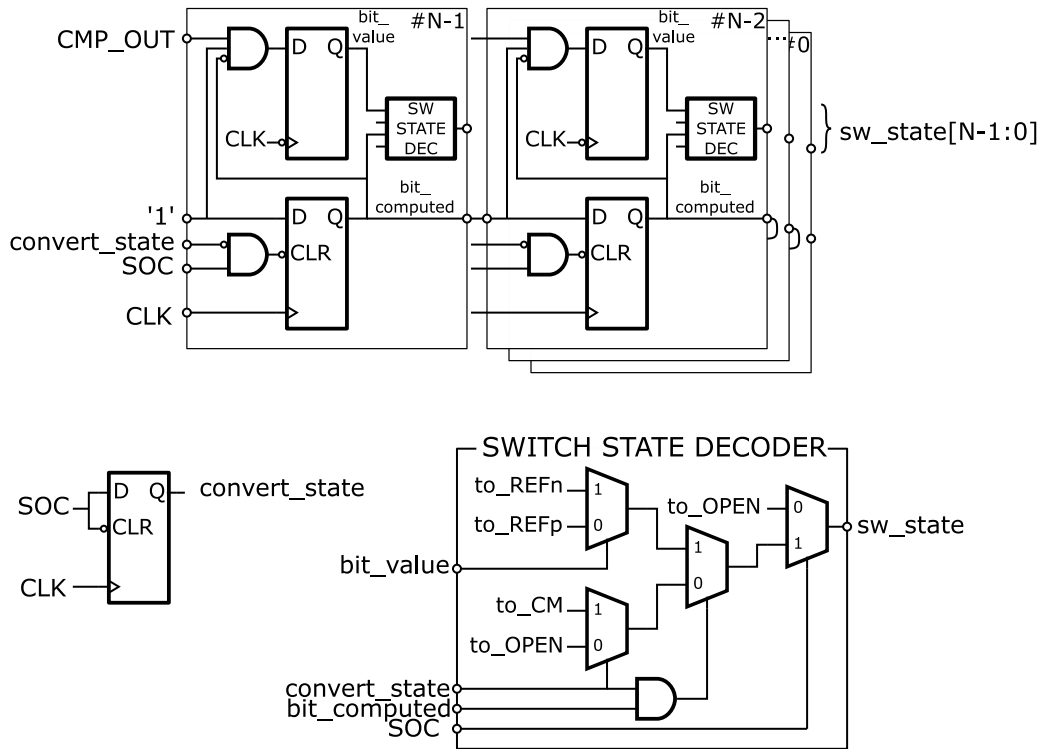 #N-1
bit_
value
CMP_OUT
D Q
CLK
SW
STATE
DEC
bit_
computed
'1'
D Q
convert_state
CLR
SOC
CLK
#N-2
bit_
value
D Q
CLK
SW
STATE
DEC
bit_
computed
D Q
CLR
#0
sw_state[N-1:0]
SWITCH STATE DECODER
D Q
convert_state
SOC
CLR
CLK
to_REFn
1
to_REFp
0
bit_value
to_CM
1
to_OPEN
0
1
0
to_OPEN
0
1
sw_state
convert_state
bit_computed
SOC